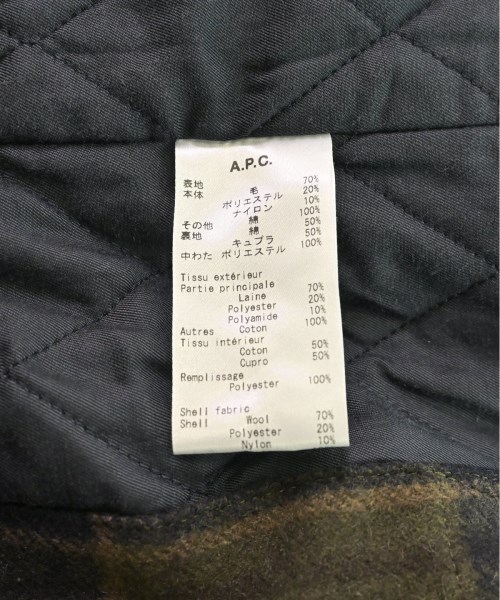 A.P.C.
表地
本体 毛 70%
ポリエステル 20%
ナイロン 10%
その他 綿 100%
裏地 綿 50%
キュプラ 50%
中わた ポリエステル 100%
Tissu extérieur
Partie principale
Laine 70%
Polyester 20%
Polyamide 10%
Autres Coton 100%
Tissu intérieur
Coton 50%
Cupro 50%
Remplissage
Polyester 100%
Shell fabric
Shell Wool 70%
Polyester 20%
Nylon 10%